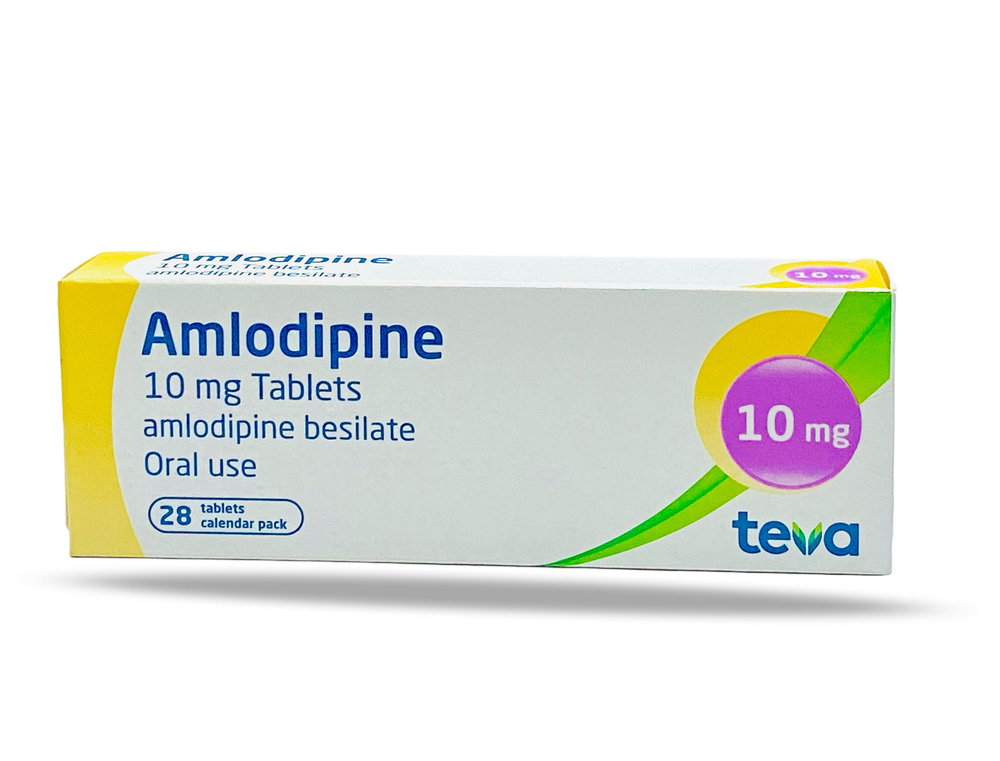 Amlodipine
10 mg Tablets
amlodipine besilate
10 mg
Amlodipine
10 mg Tablets
amlodipine besilate
Oral use
28 tablets
calendar pack
10 mg
teva